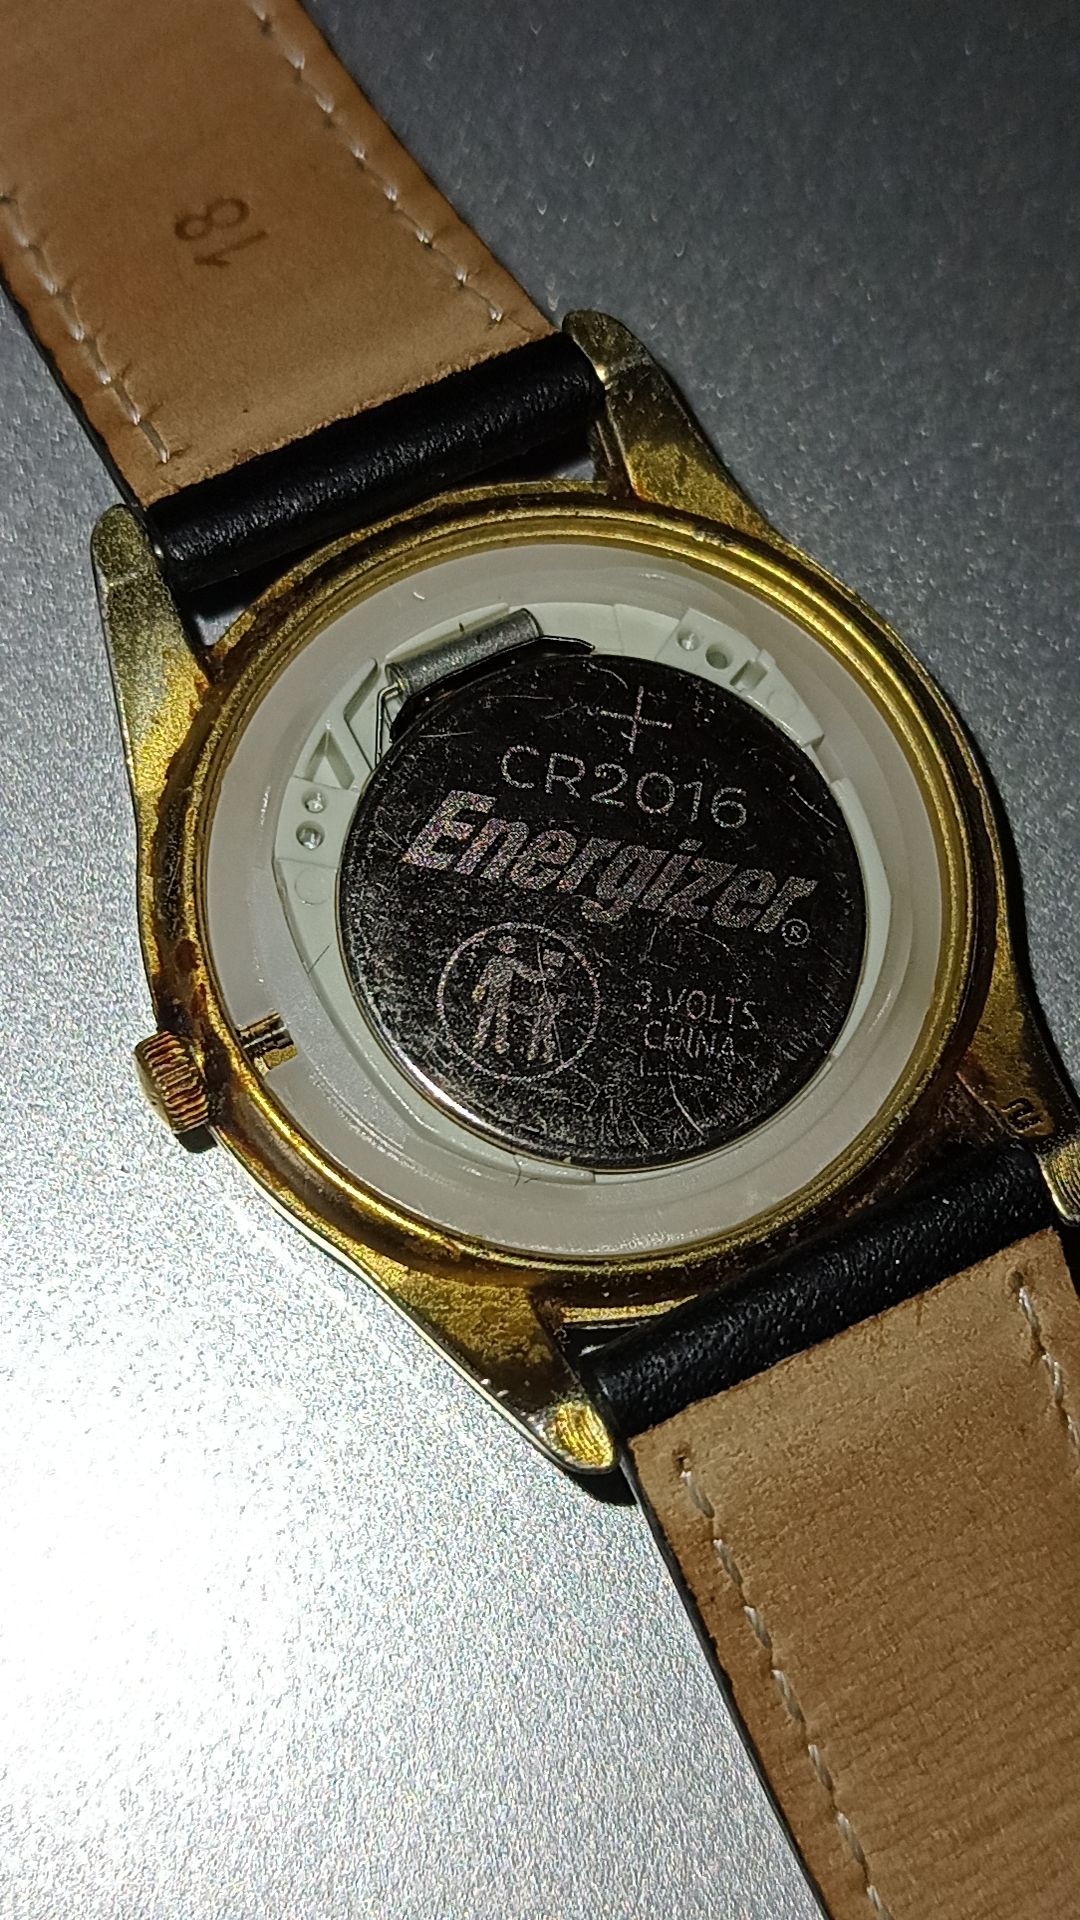 18
+
CR2016
Energizer®
3 VOLTS
CHINA